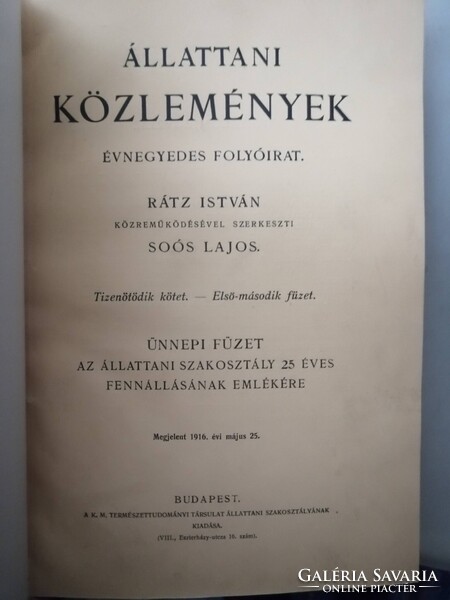 ÁLLATTANI
KÖZLEMÉNYEK
ÉVNEGYEDES FOLYÓIRAT.
RÁTZ ISTVÁN
KÖZREMŰKÖDÉSÉVEL SZERKESZTI
SOÓS LAJOS.
Tizenötödik kötet. — Első-második füzet.
ÜNNEPI FÜZET
AZ ÁLLATTANI SZAKOSZTÁLY 25 ÉVES
FENNÁLLÁSÁNAK EMLÉKÉRE
Megjelent 1916. évi május 25.
BUDAPEST.
A K. M. TERMÉSZETTUDOMÁNYI TÁRSULAT ÁLLATTANI SZAKOSZTÁLYÁNAK
KIADÁSA.
(VIII., Eszterházy-utcza 16. szám).
GALÉRIA SAVARIA
ONLINE PIACTÉR